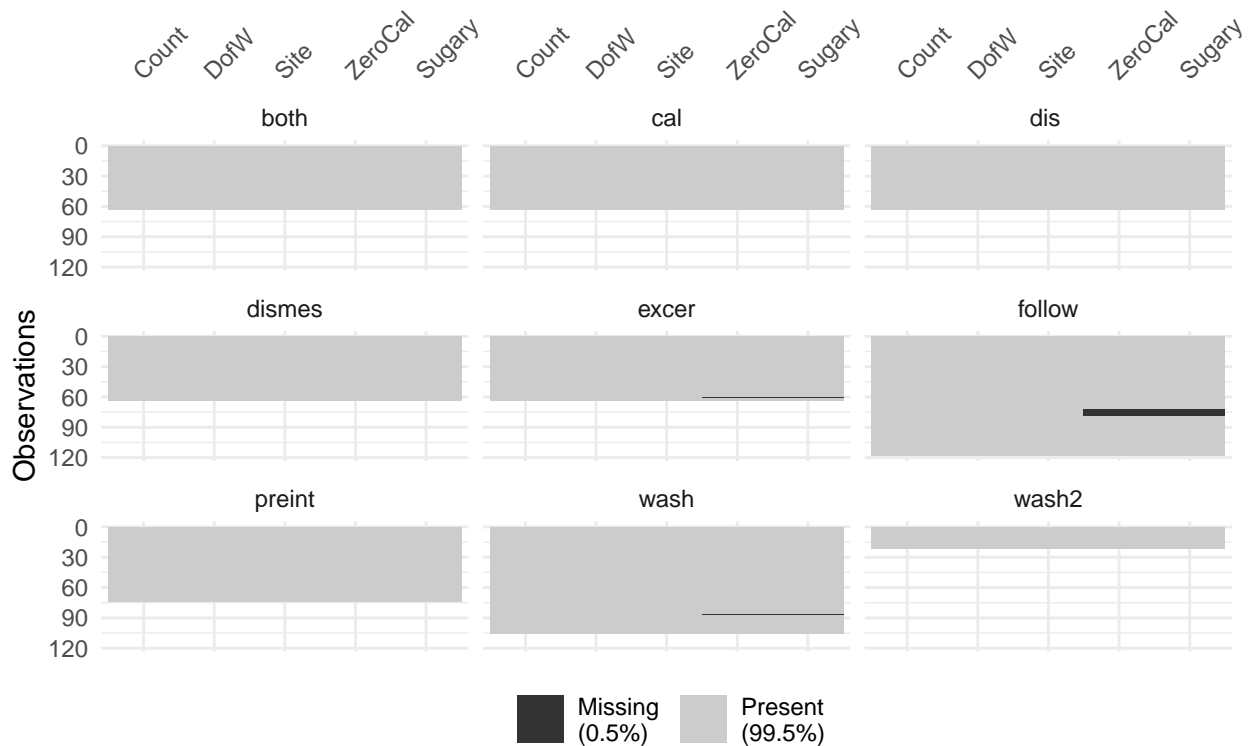 Count DofW Site ZeroCal Sugary Count DofW Site ZeroCal Sugary Count DofW Site ZeroCal Sugary
both cal dis
0
30
60
90
120
dismes excer follow
0
30
60
90
120
Observations
preint wash wash2
0
30
60
90
120
Missing Present
(0.5%) (99.5%)